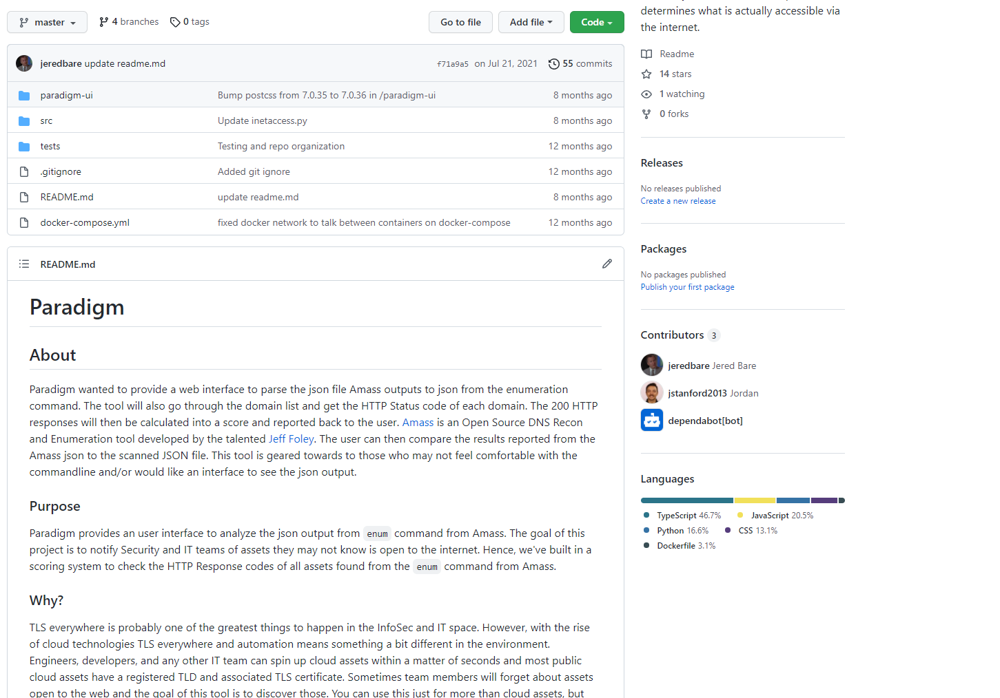 master
4 branches
0 tags
Go to file
Add file
Code
jeredbare update readme.md
f71a9a5 on Jul 21, 2021
55 commits
paradigm-ui Bump postcss from 7.0.35 to 7.0.36 in /paradigm-ui 8 months ago
src Update inetaccess.py 8 months ago
tests Testing and repo organization 12 months ago
.gitignore Added git ignore 12 months ago
README.md update readme.md 8 months ago
docker-compose.yml fixed docker network to talk between containers on docker-compose 12 months ago
README.md
Paradigm
About
Paradigm wanted to provide a web interface to parse the json file Amass outputs to json from the enumeration
command. The tool will also go through the domain list and get the HTTP Status code of each domain. The 200 HTTP
responses will then be calculated into a score and reported back to the user. Amass is an Open Source DNS Recon
and Enumeration tool developed by the talented Jeff Foley. The user can then compare the results reported from the
Amass json to the scanned JSON file. This tool is geared towards to those who may not feel comfortable with the
commandline and/or would like an interface to see the json output.
Purpose
Paradigm provides an user interface to analyze the json output from enum command from Amass. The goal of this
project is to notify Security and IT teams of assets they may not know is open to the internet. Hence, we've built in a
scoring system to check the HTTP Response codes of all assets found from the enum command from Amass.
Why?
TLS everywhere is probably one of the greatest things to happen in the InfoSec and IT space. However, with the rise
of cloud technologies TLS everywhere and automation means something a bit different in the environment.
Engineers, developers, and any other IT team can spin up cloud assets within a matter of seconds and most public
cloud assets have a registered TLD and associated TLS certificate. Sometimes team members will forget about assets
open to the web and the goal of this tool is to discover those. You can use this just for more than cloud assets, but
determines what is actually accessible via
the internet.
Readme
14 stars
1 watching
0 forks
Releases
No releases published
Create a new release
Packages
No packages published
Publish your first package
Contributors 3
jeredbare Jered Bare
jstanford2013 Jordan
dependabot[bot]
Languages
TypeScript 46.7% JavaScript 20.5%
Python 16.6% CSS 13.1%
Dockerfile 3.1%